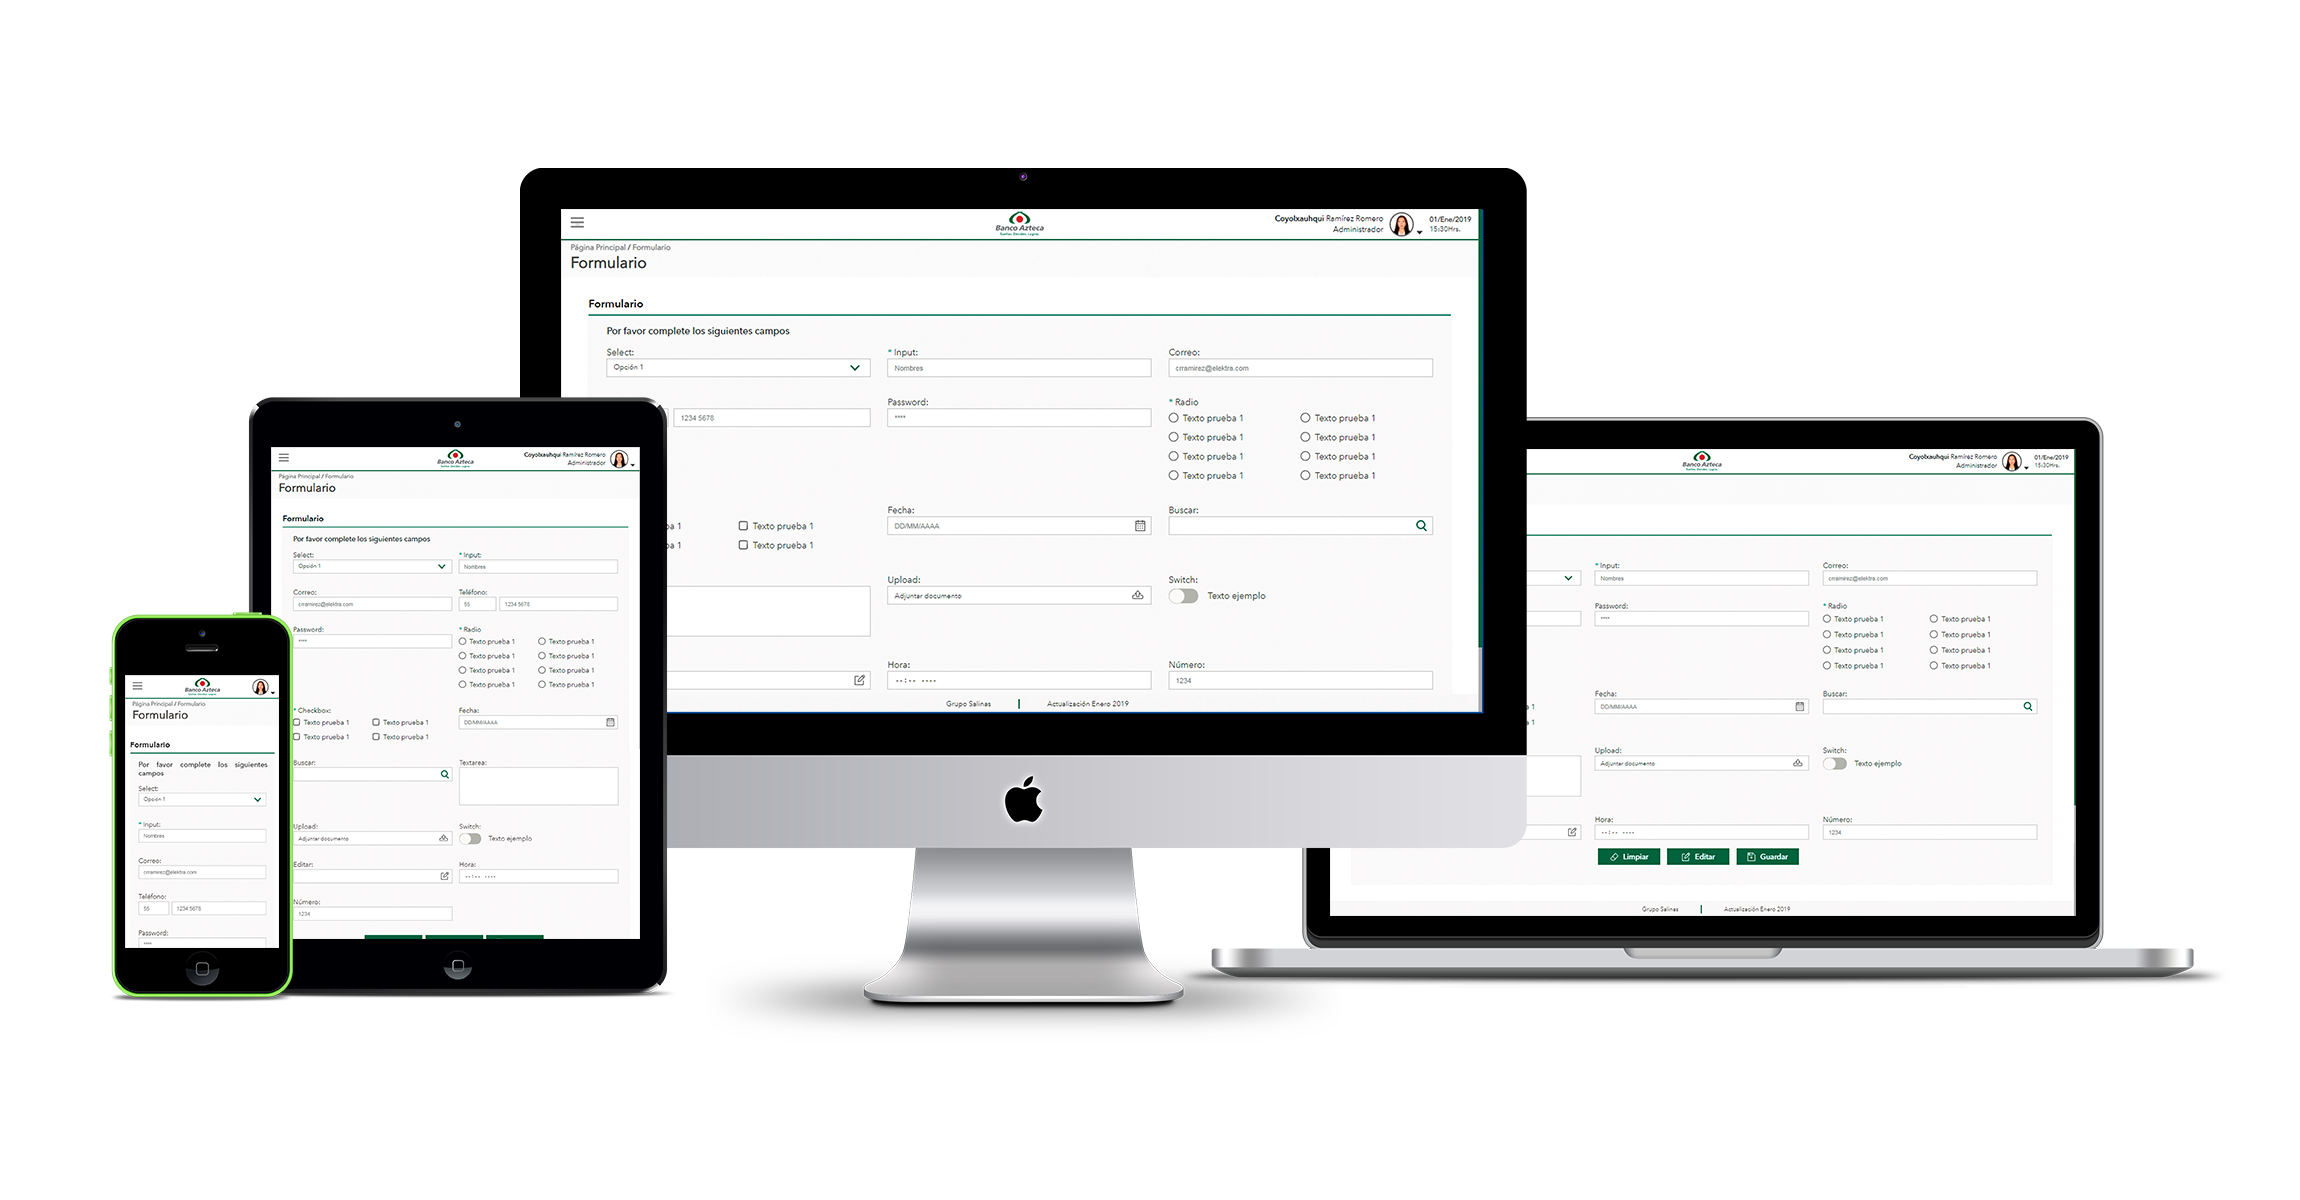 Banco Azteca
Sueñas. Decides. Logras.
Coyolxauhqui Ramírez Romero
Administrador
01/Ene/2019
15:30Hrs.
Página Principal / Formulario
Formulario
Formulario
Por favor complete los siguientes campos
Select:
* Input:
Correo:
Opción 1
Nombres
crramirez@elektra.com
Password:
* Radio
1234 5678
****
Texto prueba 1
Texto prueba 1
Texto prueba 1
Texto prueba 1
Texto prueba 1
Texto prueba 1
Texto prueba 1
Texto prueba 1
Fecha:
Buscar:
ba 1
Texto prueba 1
DD/MM/AAAA
ba 1
Texto prueba 1
Upload:
Switch:
Adjuntar documento
Texto ejemplo
Hora:
Número:
--:-- ----
1234
Grupo Salinas | Actualización Enero 2019
Banco Azteca
Coyolxauhqui Ramírez Romero
Administrador
Página Principal / Formulario
Formulario
Formulario
Por favor complete los siguientes campos
Select:
* Input:
Opción 1
Nombres
Correo:
Teléfono:
crramirez@elektra.com
55
1234 5678
Password:
* Radio
****
Texto prueba 1
Texto prueba 1
Texto prueba 1
Texto prueba 1
Texto prueba 1
Texto prueba 1
Texto prueba 1
Texto prueba 1
* Checkbox:
Fecha:
Texto prueba 1
Texto prueba 1
DD/MM/AAAA
Texto prueba 1
Texto prueba 1
Buscar:
Textarea:
Upload:
Switch:
Adjuntar documento
Texto ejemplo
Editar:
Hora:
--:-- ----
Número:
1234
Banco Azteca
Página Principal / Formulario
Formulario
Formulario
Por favor complete los siguientes
campos
Select:
Opción 1
* Input:
Nombres
Correo:
crramirez@elektra.com
Teléfono:
55
1234 5678
Password:
****
Banco Azteca
Coyolxauhqui Ramírez Romero
Administrador
01/Ene/2019
15:30Hrs.
* Input:
Correo:
Nombres
crramirez@elektra.com
Password:
* Radio
****
Texto prueba 1
Texto prueba 1
Texto prueba 1
Texto prueba 1
Texto prueba 1
Texto prueba 1
Texto prueba 1
Texto prueba 1
Fecha:
Buscar:
DD/MM/AAAA
1
1
Upload:
Switch:
Adjuntar documento
Texto ejemplo
Hora:
Número:
--:-- ----
1234
Limpiar
Editar
Guardar
Grupo Salinas | Actualización Enero 2019